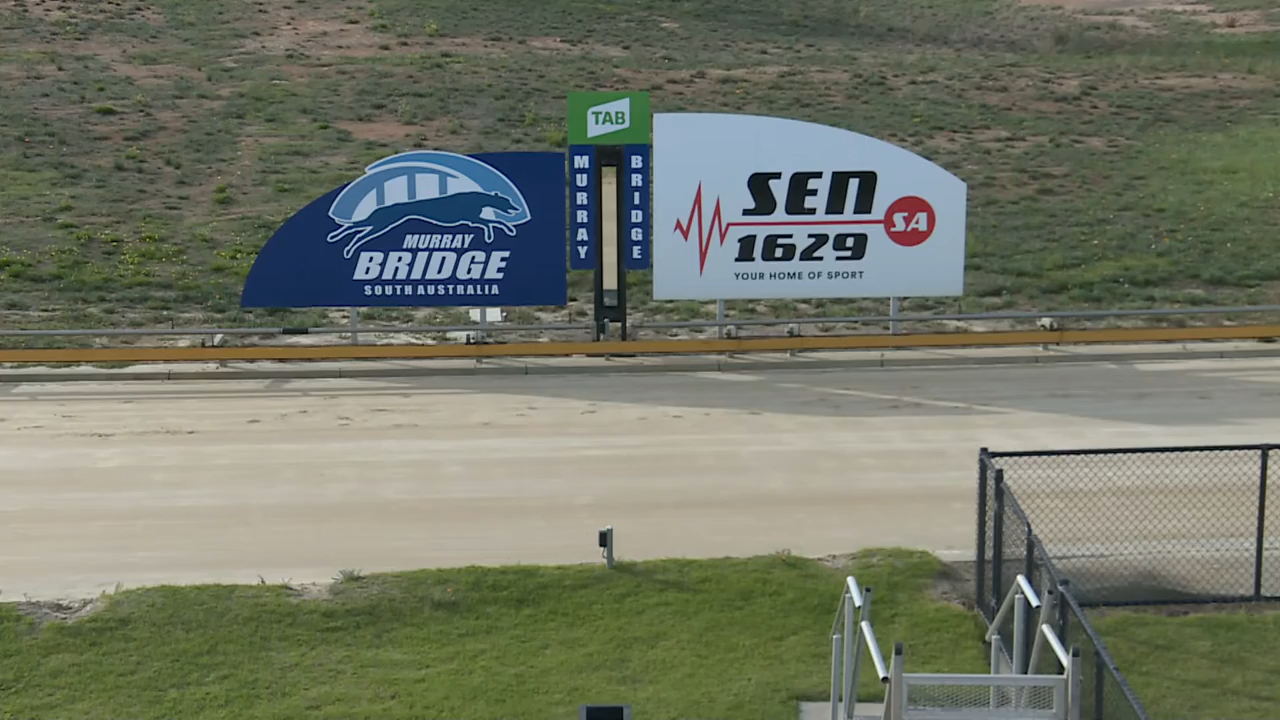 TAB
MURRAY
BRIDGE
MURRAY
BRIDGE
SOUTH AUSTRALIA
SEN
SA
1629
YOUR HOME OF SPORT